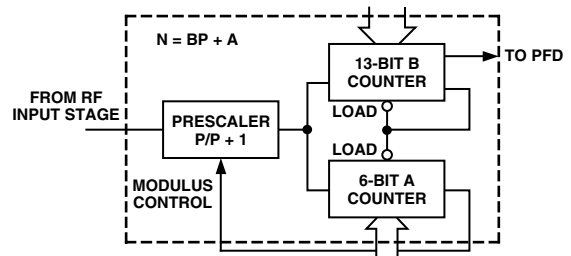 N = BP + A
13-BIT B
COUNTER
TO PFD
FROM RF
INPUT STAGE
PRESCALER
P/P + 1
LOAD
LOAD
MODULUS
CONTROL
6-BIT A
COUNTER